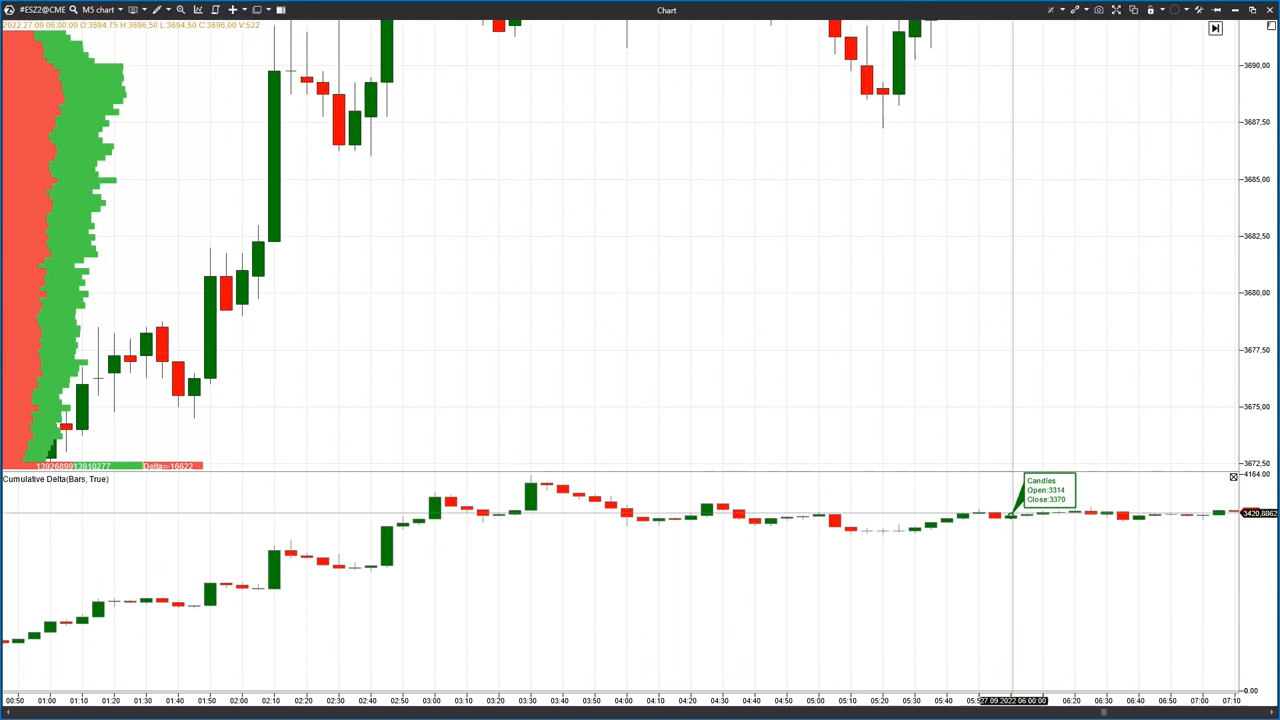 #ESZ2@CME M5 chart Chart
2022.27.09 06:00:00 O:3694,75 H:3696,50 L:3694,50 C:3696,00 V:522
3690,00
3687,50
3685,00
3682,50
3680,00
3677,50
3675,00
3672,50
1392689913910277 Delta=-16622
4164.00
Cumulative Delta(Bars, True)
Candles
Open:3314
Close:3370
3420.8862
0.00
00:50 01:00 01:10 01:20 01:30 01:40 01:50 02:00 02:10 02:20 02:30 02:40 02:50 03:00 03:10 03:20 03:30 03:40 03:50 04:00 04:10 04:20 04:30 04:40 04:50 05:00 05:10 05:20 05:30 05:40 27.09.2022 06:00:00 06:20 06:30 06:40 06:50 07:00 07:10